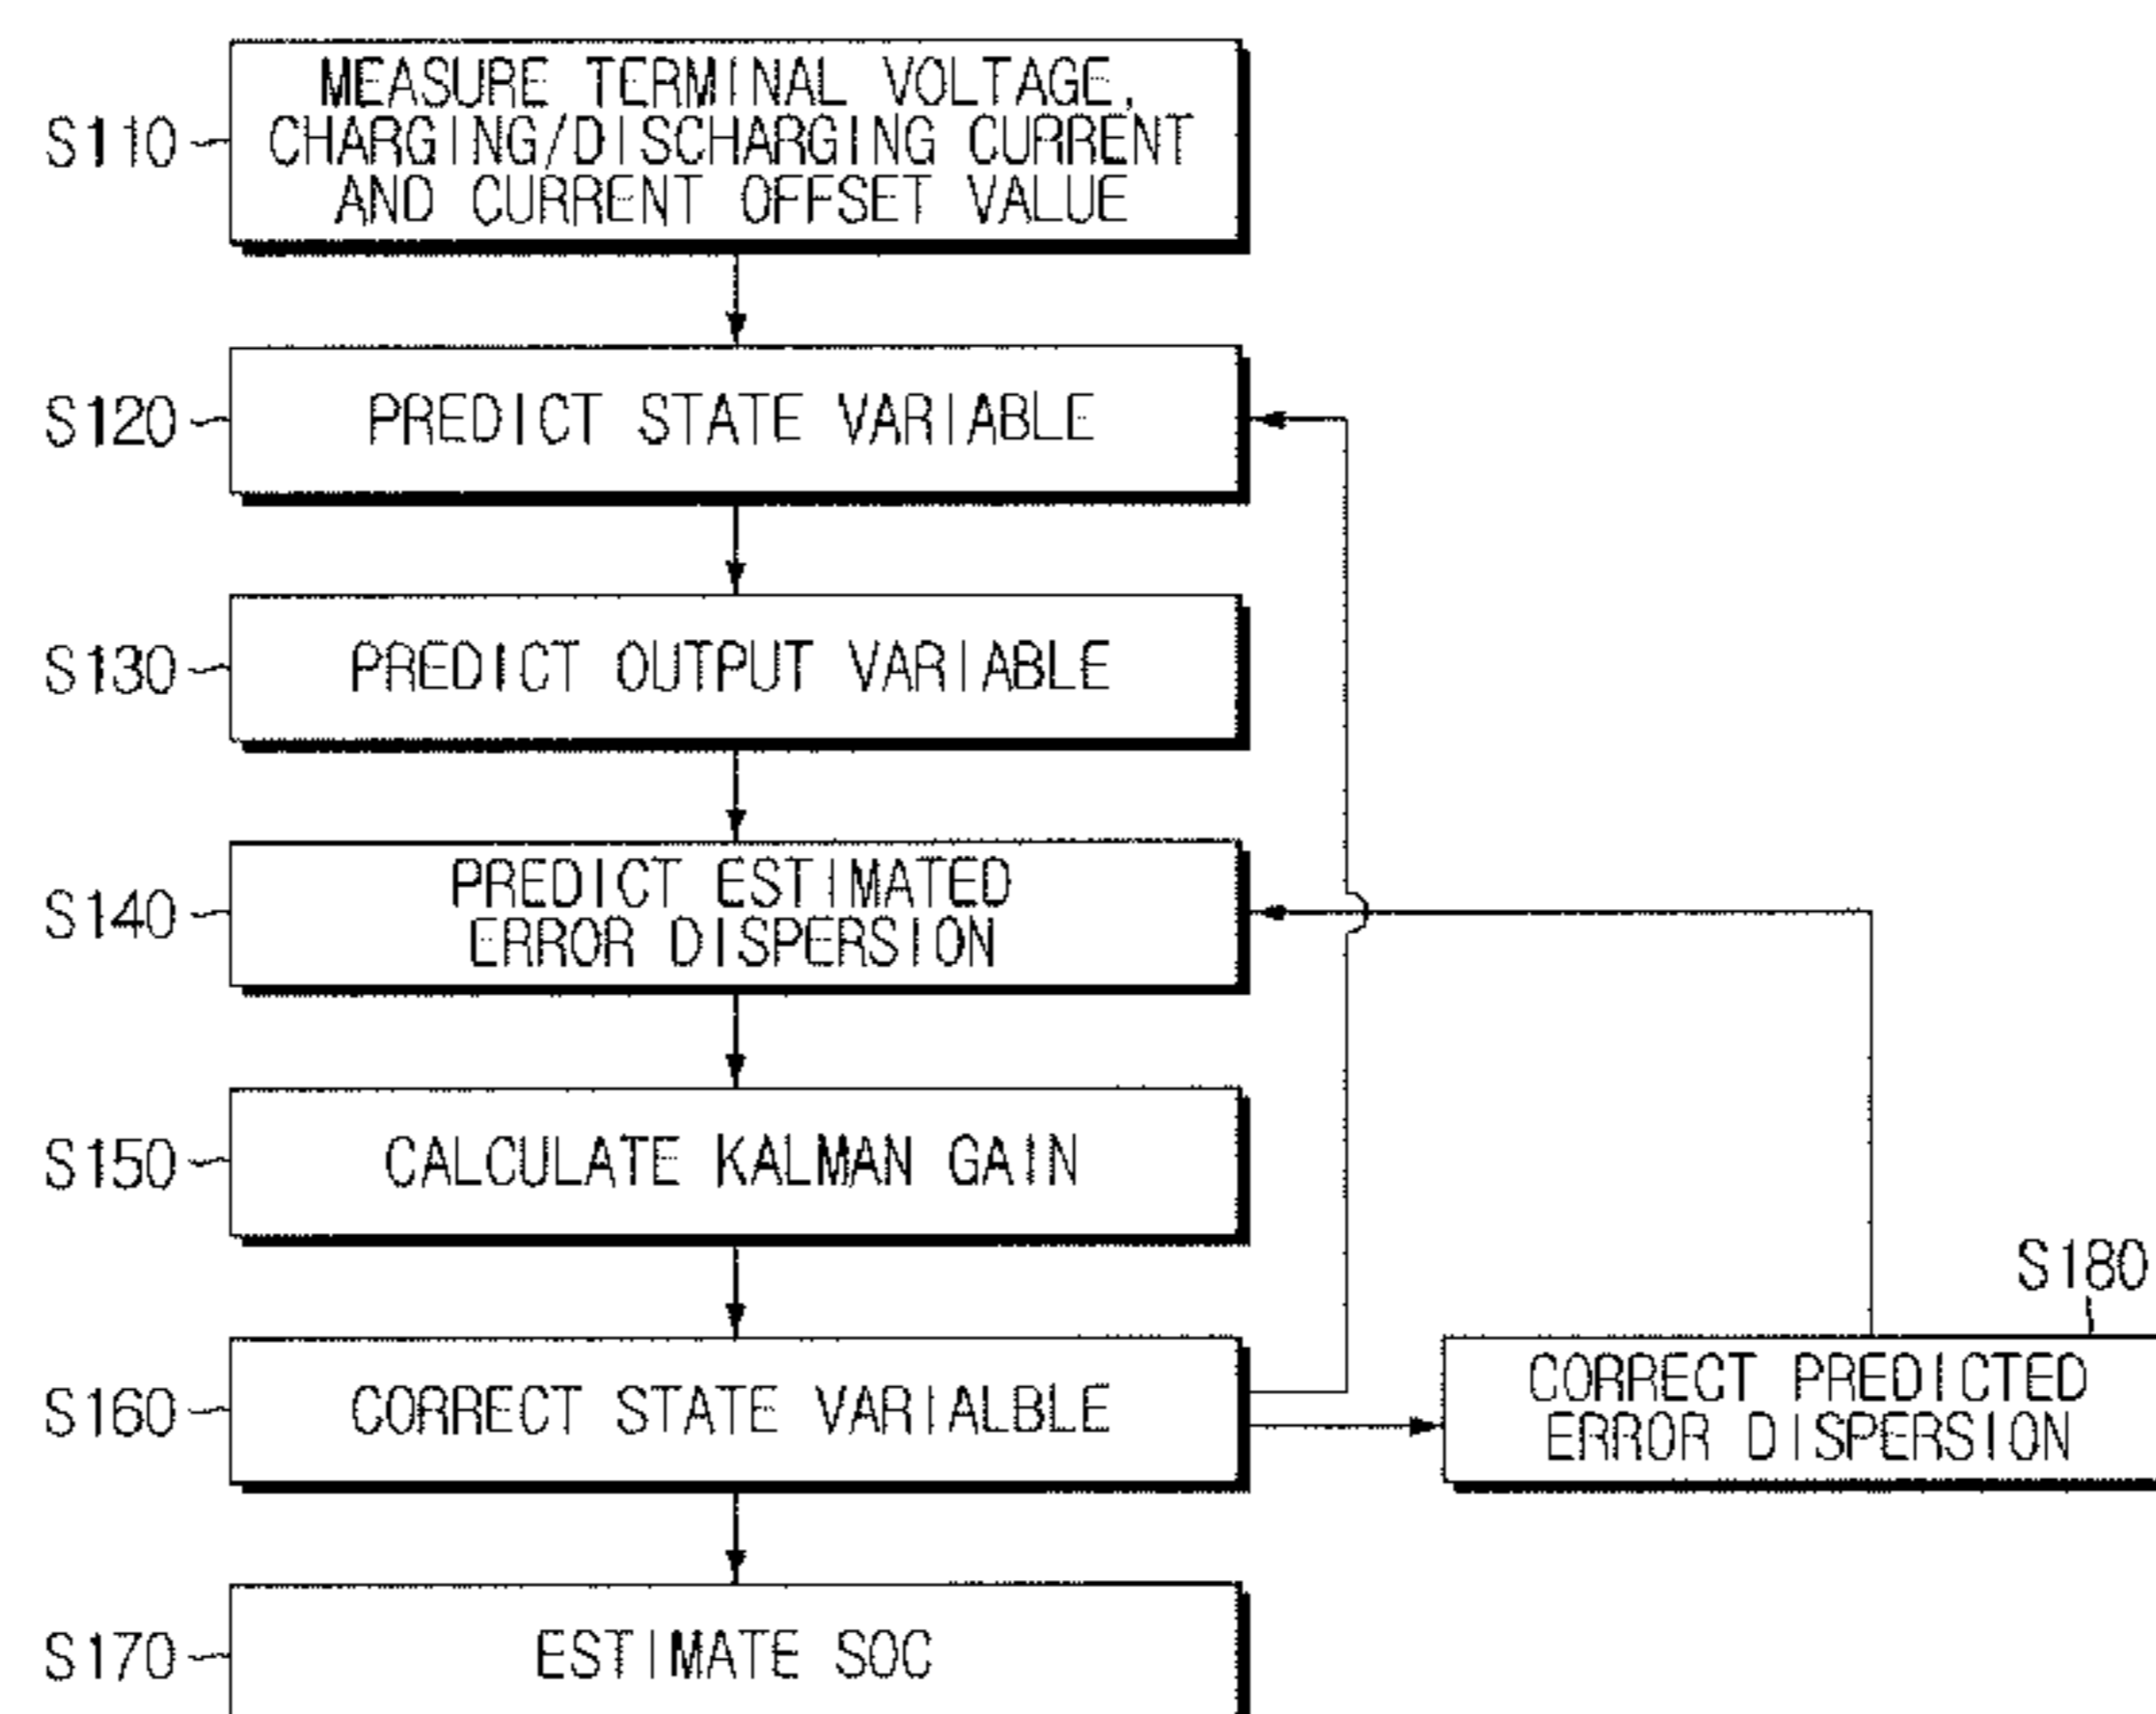 MEASURE TERMINAL VOLTAGE,
S110
CHARGING/DISCHARGING CURRENT
AND CURRENT OFFSET VALUE
S120
PREDICT STATE VARIABLE
S130
PREDICT OUTPUT VARIABLE
S140
PREDICT ESTIMATED
ERROR DISPERSION
S150
CALCULATE KALMAN GAIN
S160
CORRECT STATE VARIALBLE
S180
CORRECT PREDICTED
ERROR DISPERSION
S170
ESTIMATE SOC